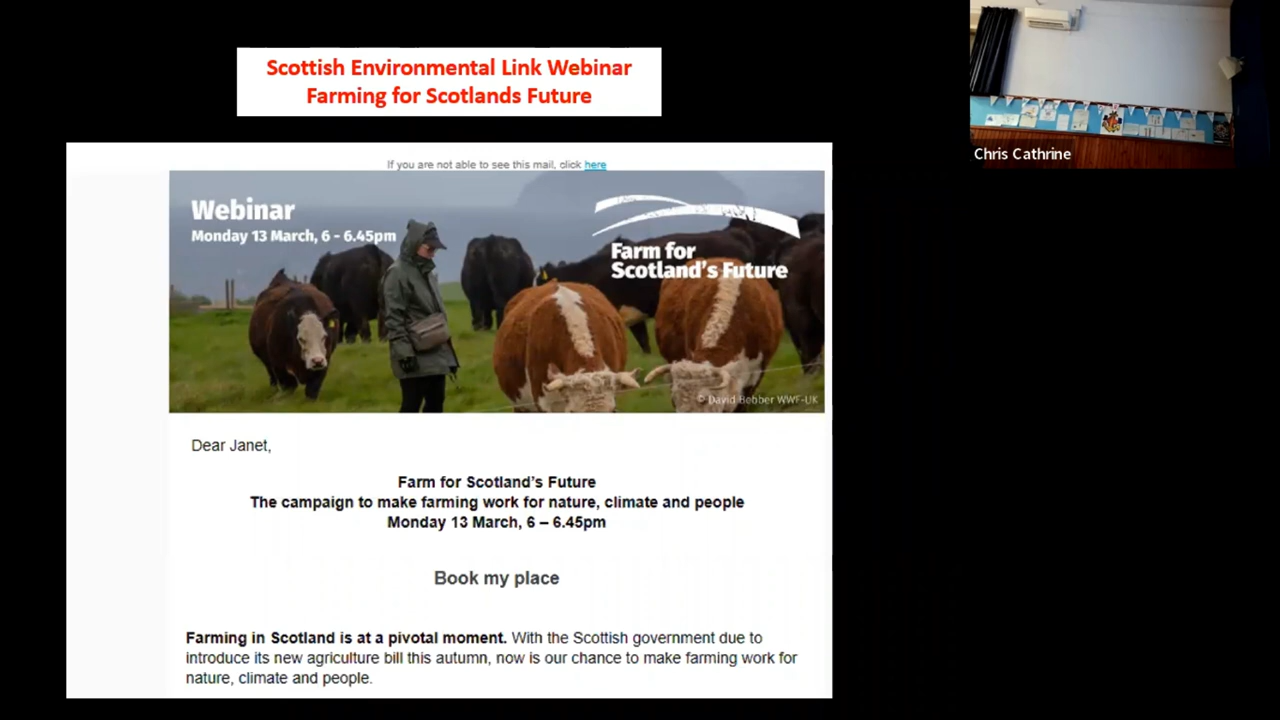 Scottish Environmental Link Webinar
Farming for Scotlands Future
If you are not able to see this mail, click here
Webinar
Monday 13 March, 6 - 6.45pm
Farm for
Scotland's Future
© David Bebber WWF-UK
Dear Janet,
Farm for Scotland's Future
The campaign to make farming work for nature, climate and people
Monday 13 March, 6 – 6.45pm
Book my place
Farming in Scotland is at a pivotal moment. With the Scottish government due to
introduce its new agriculture bill this autumn, now is our chance to make farming work for
nature, climate and people.
Chris Cathrine